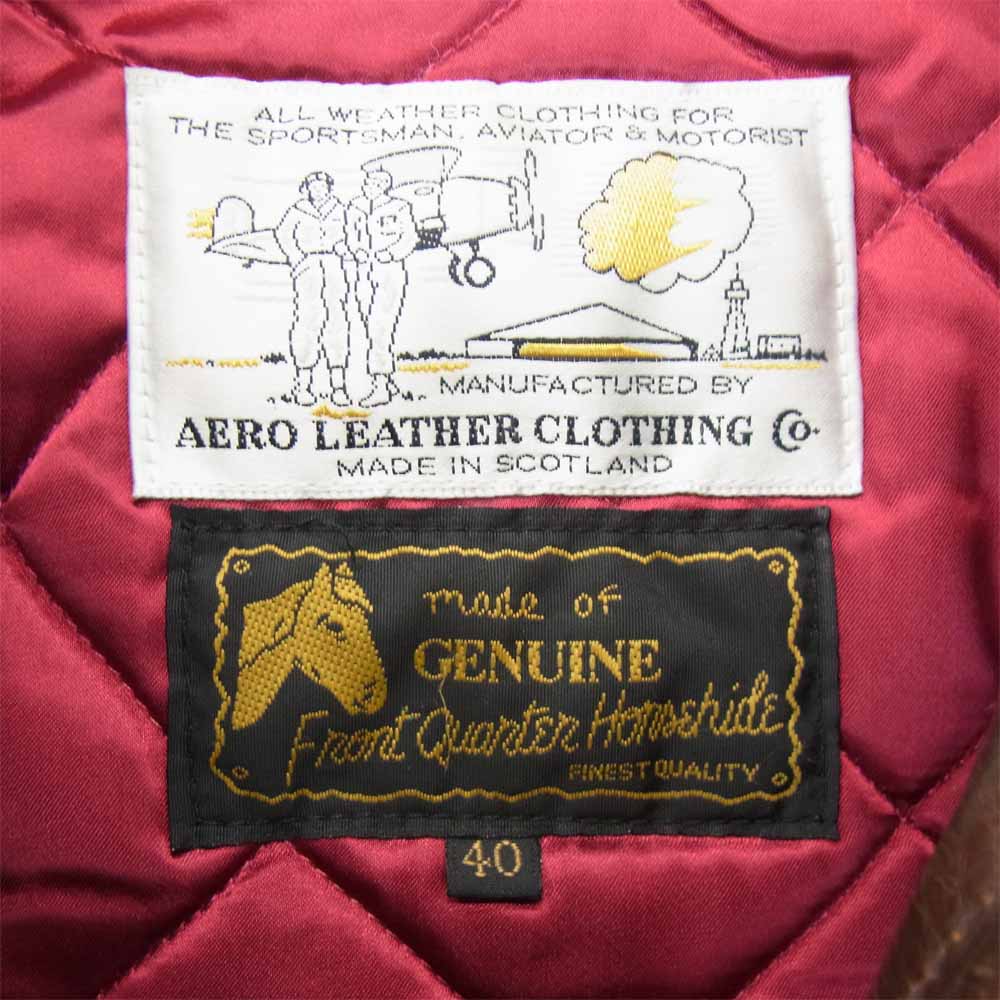 ALL WEATHER CLOTHING FOR
THE SPORTSMAN, AVIATOR & MOTORIST
MANUFACTURED BY
AERO LEATHER CLOTHING Co.
MADE IN SCOTLAND
made of
GENUINE
Front Quarter Horsehide
FINEST QUALITY
40